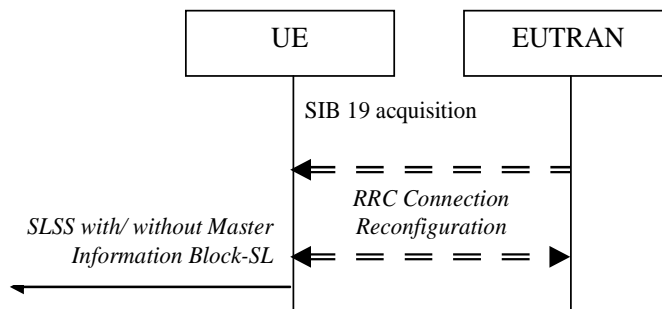 UE
EUTRAN
SIB 19 acquisition
RRC Connection
Reconfiguration
SLSS with/ without Master
Information Block-SL